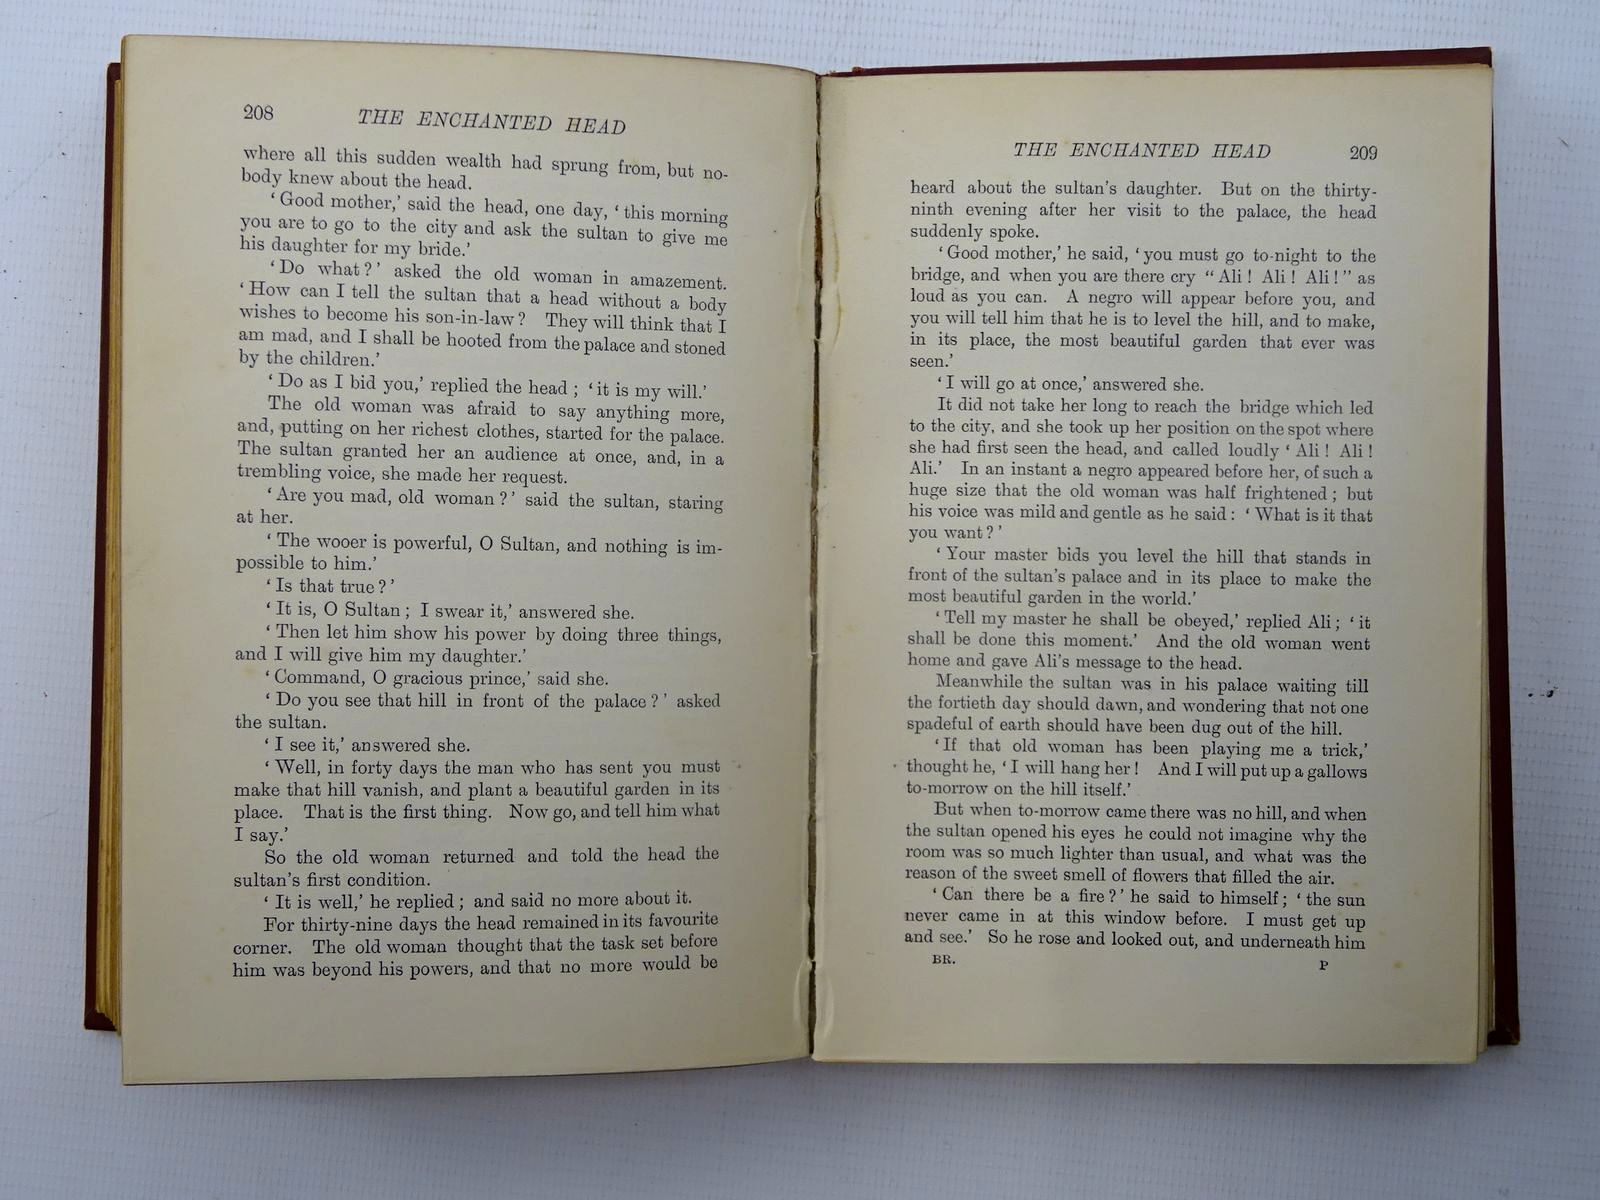 208
THE ENCHANTED HEAD
where all this sudden wealth had sprung from, but no-
body knew about the head.
‘Good mother,’ said the head, one day, ‘this morning
you are to go to the city and ask the sultan to give me
his daughter for my bride.’
‘Do what?’ asked the old woman in amazement.
‘How can I tell the sultan that a head without a body
wishes to become his son-in-law? They will think that I
am mad, and I shall be hooted from the palace and stoned
by the children.’
‘Do as I bid you,’ replied the head; ‘it is my will.’
The old woman was afraid to say anything more,
and, putting on her richest clothes, started for the palace.
The sultan granted her an audience at once, and, in a
trembling voice, she made her request.
‘Are you mad, old woman?’ said the sultan, staring
at her.
‘The wooer is powerful, O Sultan, and nothing is im-
possible to him.’
‘Is that true?’
‘It is, O Sultan; I swear it,’ answered she.
‘Then let him show his power by doing three things,
and I will give him my daughter.’
‘Command, O gracious prince,’ said she.
‘Do you see that hill in front of the palace?’ asked
the sultan.
‘I see it,’ answered she.
‘Well, in forty days the man who has sent you must
make that hill vanish, and plant a beautiful garden in its
place. That is the first thing. Now go, and tell him what
I say.’
So the old woman returned and told the head the
sultan’s first condition.
‘It is well,’ he replied; and said no more about it.
For thirty-nine days the head remained in its favourite
corner. The old woman thought that the task set before
him was beyond his powers, and that no more would be
THE ENCHANTED HEAD
209
heard about the sultan’s daughter. But on the thirty-
ninth evening after her visit to the palace, the head
suddenly spoke.
‘Good mother,’ he said, ‘you must go to-night to the
bridge, and when you are there cry “Ali! Ali! Ali!” as
loud as you can. A negro will appear before you, and
you will tell him that he is to level the hill, and to make,
in its place, the most beautiful garden that ever was
seen.’
‘I will go at once,’ answered she.
It did not take her long to reach the bridge which led
to the city, and she took up her position on the spot where
she had first seen the head, and called loudly ‘Ali! Ali!
Ali.’ In an instant a negro appeared before her, of such a
huge size that the old woman was half frightened; but
his voice was mild and gentle as he said: ‘What is it that
you want?’
‘Your master bids you level the hill that stands in
front of the sultan’s palace and in its place to make the
most beautiful garden in the world.’
‘Tell my master he shall be obeyed,’ replied Ali; ‘it
shall be done this moment.’ And the old woman went
home and gave Ali’s message to the head.
Meanwhile the sultan was in his palace waiting till
the fortieth day should dawn, and wondering that not one
spadeful of earth should have been dug out of the hill.
‘If that old woman has been playing me a trick,’
thought he, ‘I will hang her! And I will put up a gallows
to-morrow on the hill itself.’
But when to-morrow came there was no hill, and when
the sultan opened his eyes he could not imagine why the
room was so much lighter than usual, and what was the
reason of the sweet smell of flowers that filled the air.
‘Can there be a fire?’ he said to himself; ‘the sun
never came in at this window before. I must get up
and see.’ So he rose and looked out, and underneath him
BR.
P